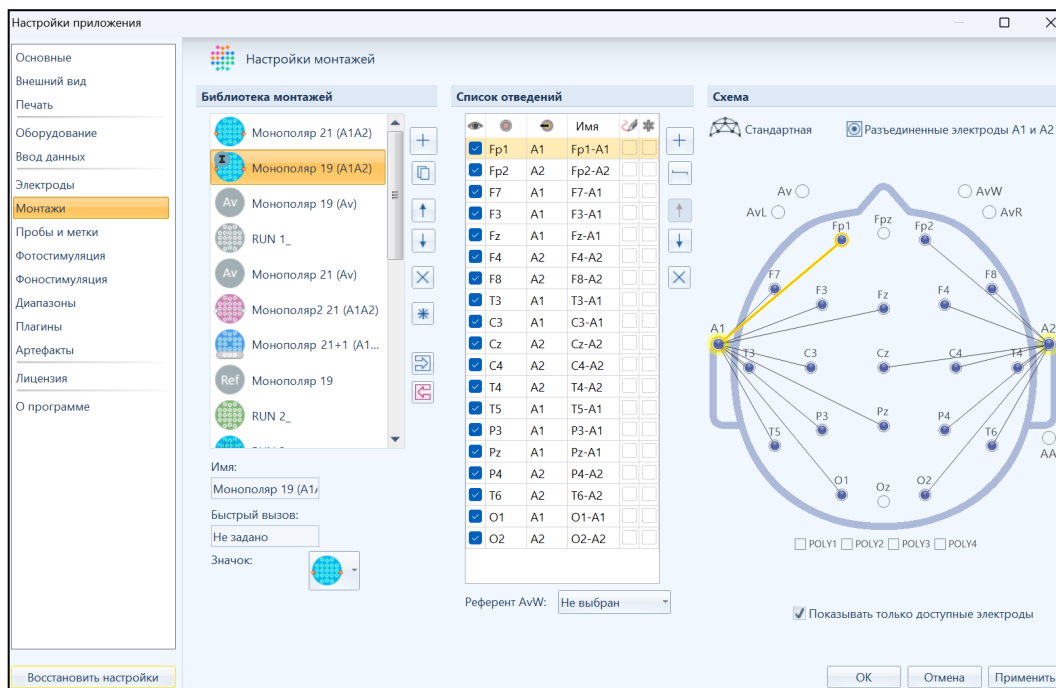 Настройки приложения
Основные
Внешний вид
Печать
Оборудование
Ввод данных
Электроды
Монтажи
Пробы и метки
Фотостимуляция
Фоностимуляция
Диапазоны
Плагины
Артефакты
Лицензия
О программе
Восстановить настройки
Настройки монтажей
Библиотека монтажей
Монополяр 21 (A1A2)
Монополяр 19 (A1A2)
Av Монополяр 19 (Av)
RUN 1_
Av Монополяр 21 (Av)
Монополяр2 21 (A1A2)
Монополяр 21+1 (A1...
Ref Монополяр 19
RUN 2_
Имя:
Монополяр 19 (A1
Быстрый вызов:
Не задано
Значок:
Список отведений
Имя
Fp1 A1 Fp1-A1
Fp2 A2 Fp2-A2
F7 A1 F7-A1
F3 A1 F3-A1
Fz A1 Fz-A1
F4 A2 F4-A2
F8 A2 F8-A2
T3 A1 T3-A1
C3 A1 C3-A1
Cz A2 Cz-A2
C4 A2 C4-A2
T4 A2 T4-A2
T5 A1 T5-A1
P3 A1 P3-A1
Pz A1 Pz-A1
P4 A2 P4-A2
T6 A2 T6-A2
O1 A1 O1-A1
O2 A2 O2-A2
Референт AvW: Не выбран
Схема
Стандартная Разъединенные электроды A1 и A2
Av AvW
AvL AvR
Fp1 Fpz Fp2
F7 F3 Fz F4 F8
A1 A2
T3 C3 Cz C4 T4
T5 P3 Pz P4 T6
AA
O1 Oz O2
POLY1 POLY2 POLY3 POLY4
Показывать только доступные электроды
OK Отмена Применить